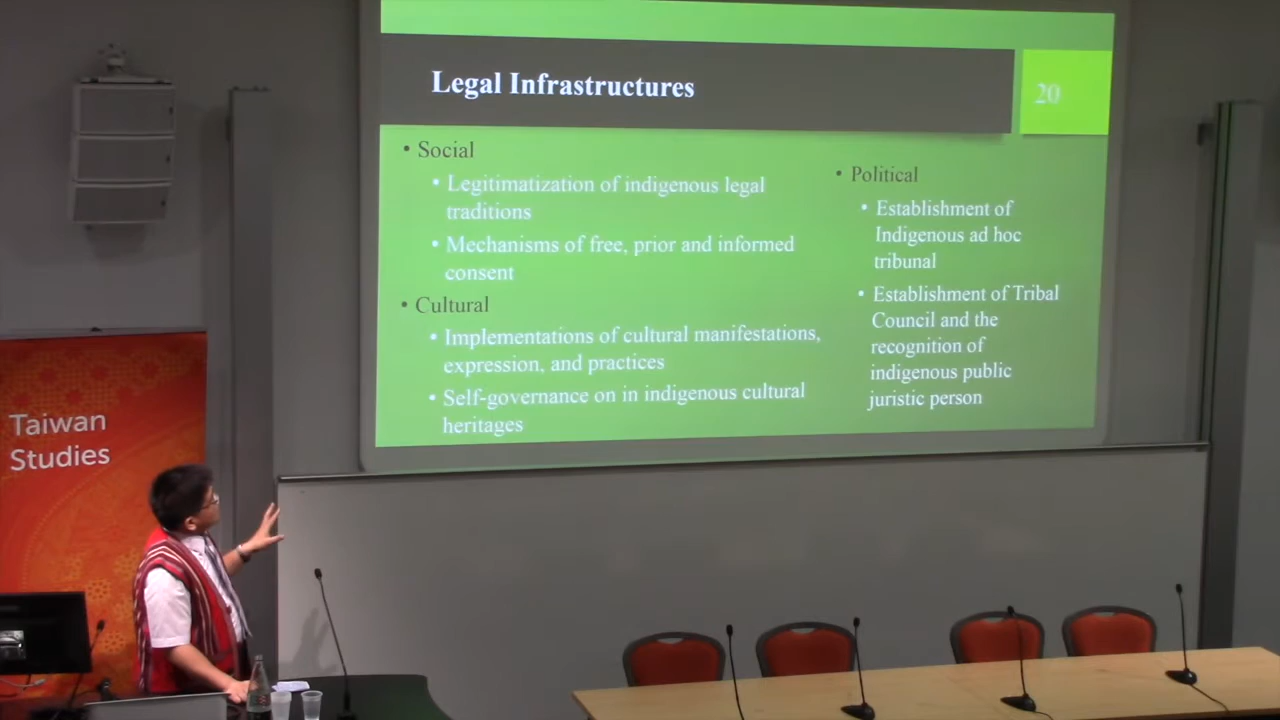 Legal Infrastructures
20
• Social
• Legitimatization of indigenous legal
traditions
• Mechanisms of free, prior and informed
consent
• Cultural
• Implementations of cultural manifestations,
expression, and practices
• Self-governance on in indigenous cultural
heritages
• Political
• Establishment of
Indigenous ad hoc
tribunal
• Establishment of Tribal
Council and the
recognition of
indigenous public
juristic person
Taiwan
Studies